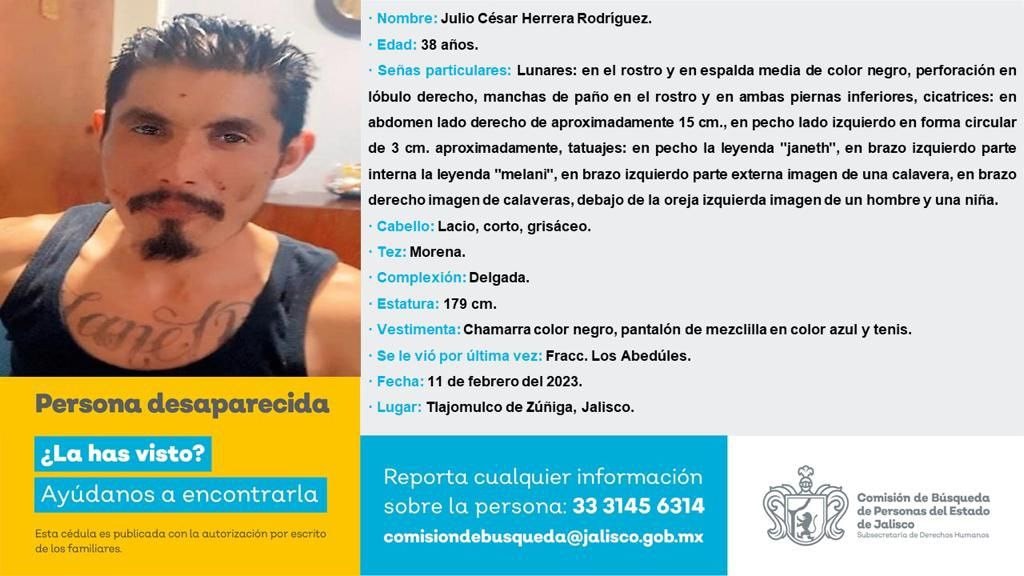 · Nombre: Julio César Herrera Rodríguez.
· Edad: 38 años.
· Señas particulares: Lunares: en el rostro y en espalda media de color negro, perforación en
lóbulo derecho, manchas de paño en el rostro y en ambas piernas inferiores, cicatrices: en
abdomen lado derecho de aproximadamente 15 cm., en pecho lado izquierdo en forma circular
de 3 cm. aproximadamente, tatuajes: en pecho la leyenda "janeth", en brazo izquierdo parte
interna la leyenda "melani", en brazo izquierdo parte externa imagen de una calavera, en brazo
derecho imagen de calaveras, debajo de la oreja izquierda imagen de un hombre y una niña.
· Cabello: Lacio, corto, grisáceo.
· Tez: Morena.
· Complexión: Delgada.
· Estatura: 179 cm.
· Vestimenta: Chamarra color negro, pantalón de mezclilla en color azul y tenis.
· Se le vió por última vez: Fracc. Los Abedúles.
· Fecha: 11 de febrero del 2023.
· Lugar: Tlajomulco de Zúñiga, Jalisco.
Persona desaparecida
¿La has visto?
Ayúdanos a encontrarla
Esta cédula es publicada con la autorización por escrito
de los familiares.
Reporta cualquier información
sobre la persona: 33 3145 6314
comisiondebusqueda@jalisco.gob.mx
Comisión de Búsqueda
de Personas del Estado
de Jalisco
Subsecretaría de Derechos Humanos